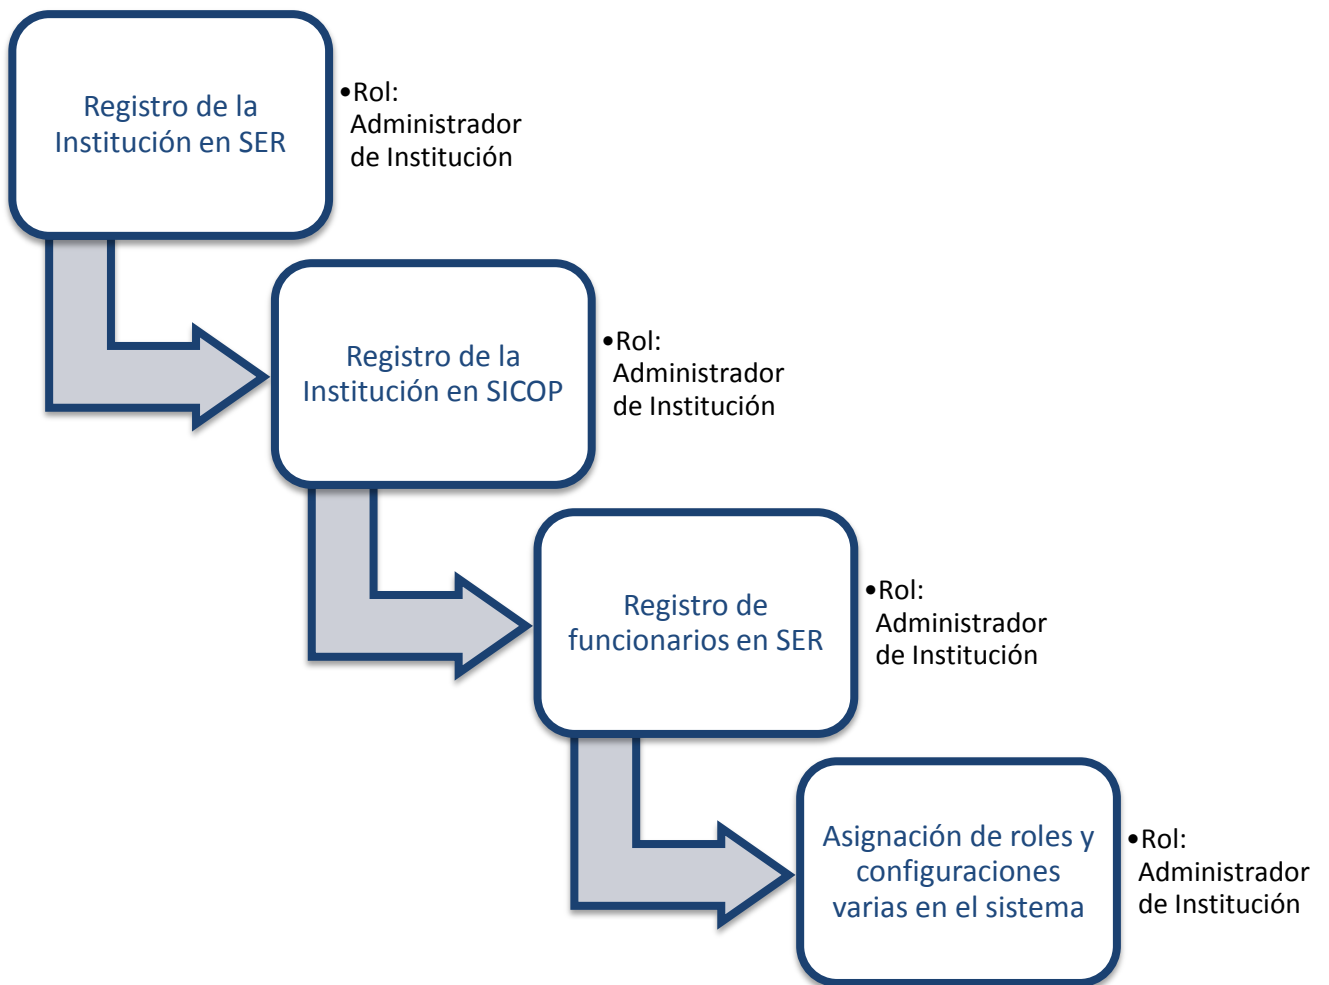 Registro de la
Institución en SER
•Rol:
Administrador
de Institución
Registro de la
Institución en SICOP
•Rol:
Administrador
de Institución
Registro de
funcionarios en SER
•Rol:
Administrador
de Institución
Asignación de roles y
configuraciones
varias en el sistema
•Rol:
Administrador
de Institución